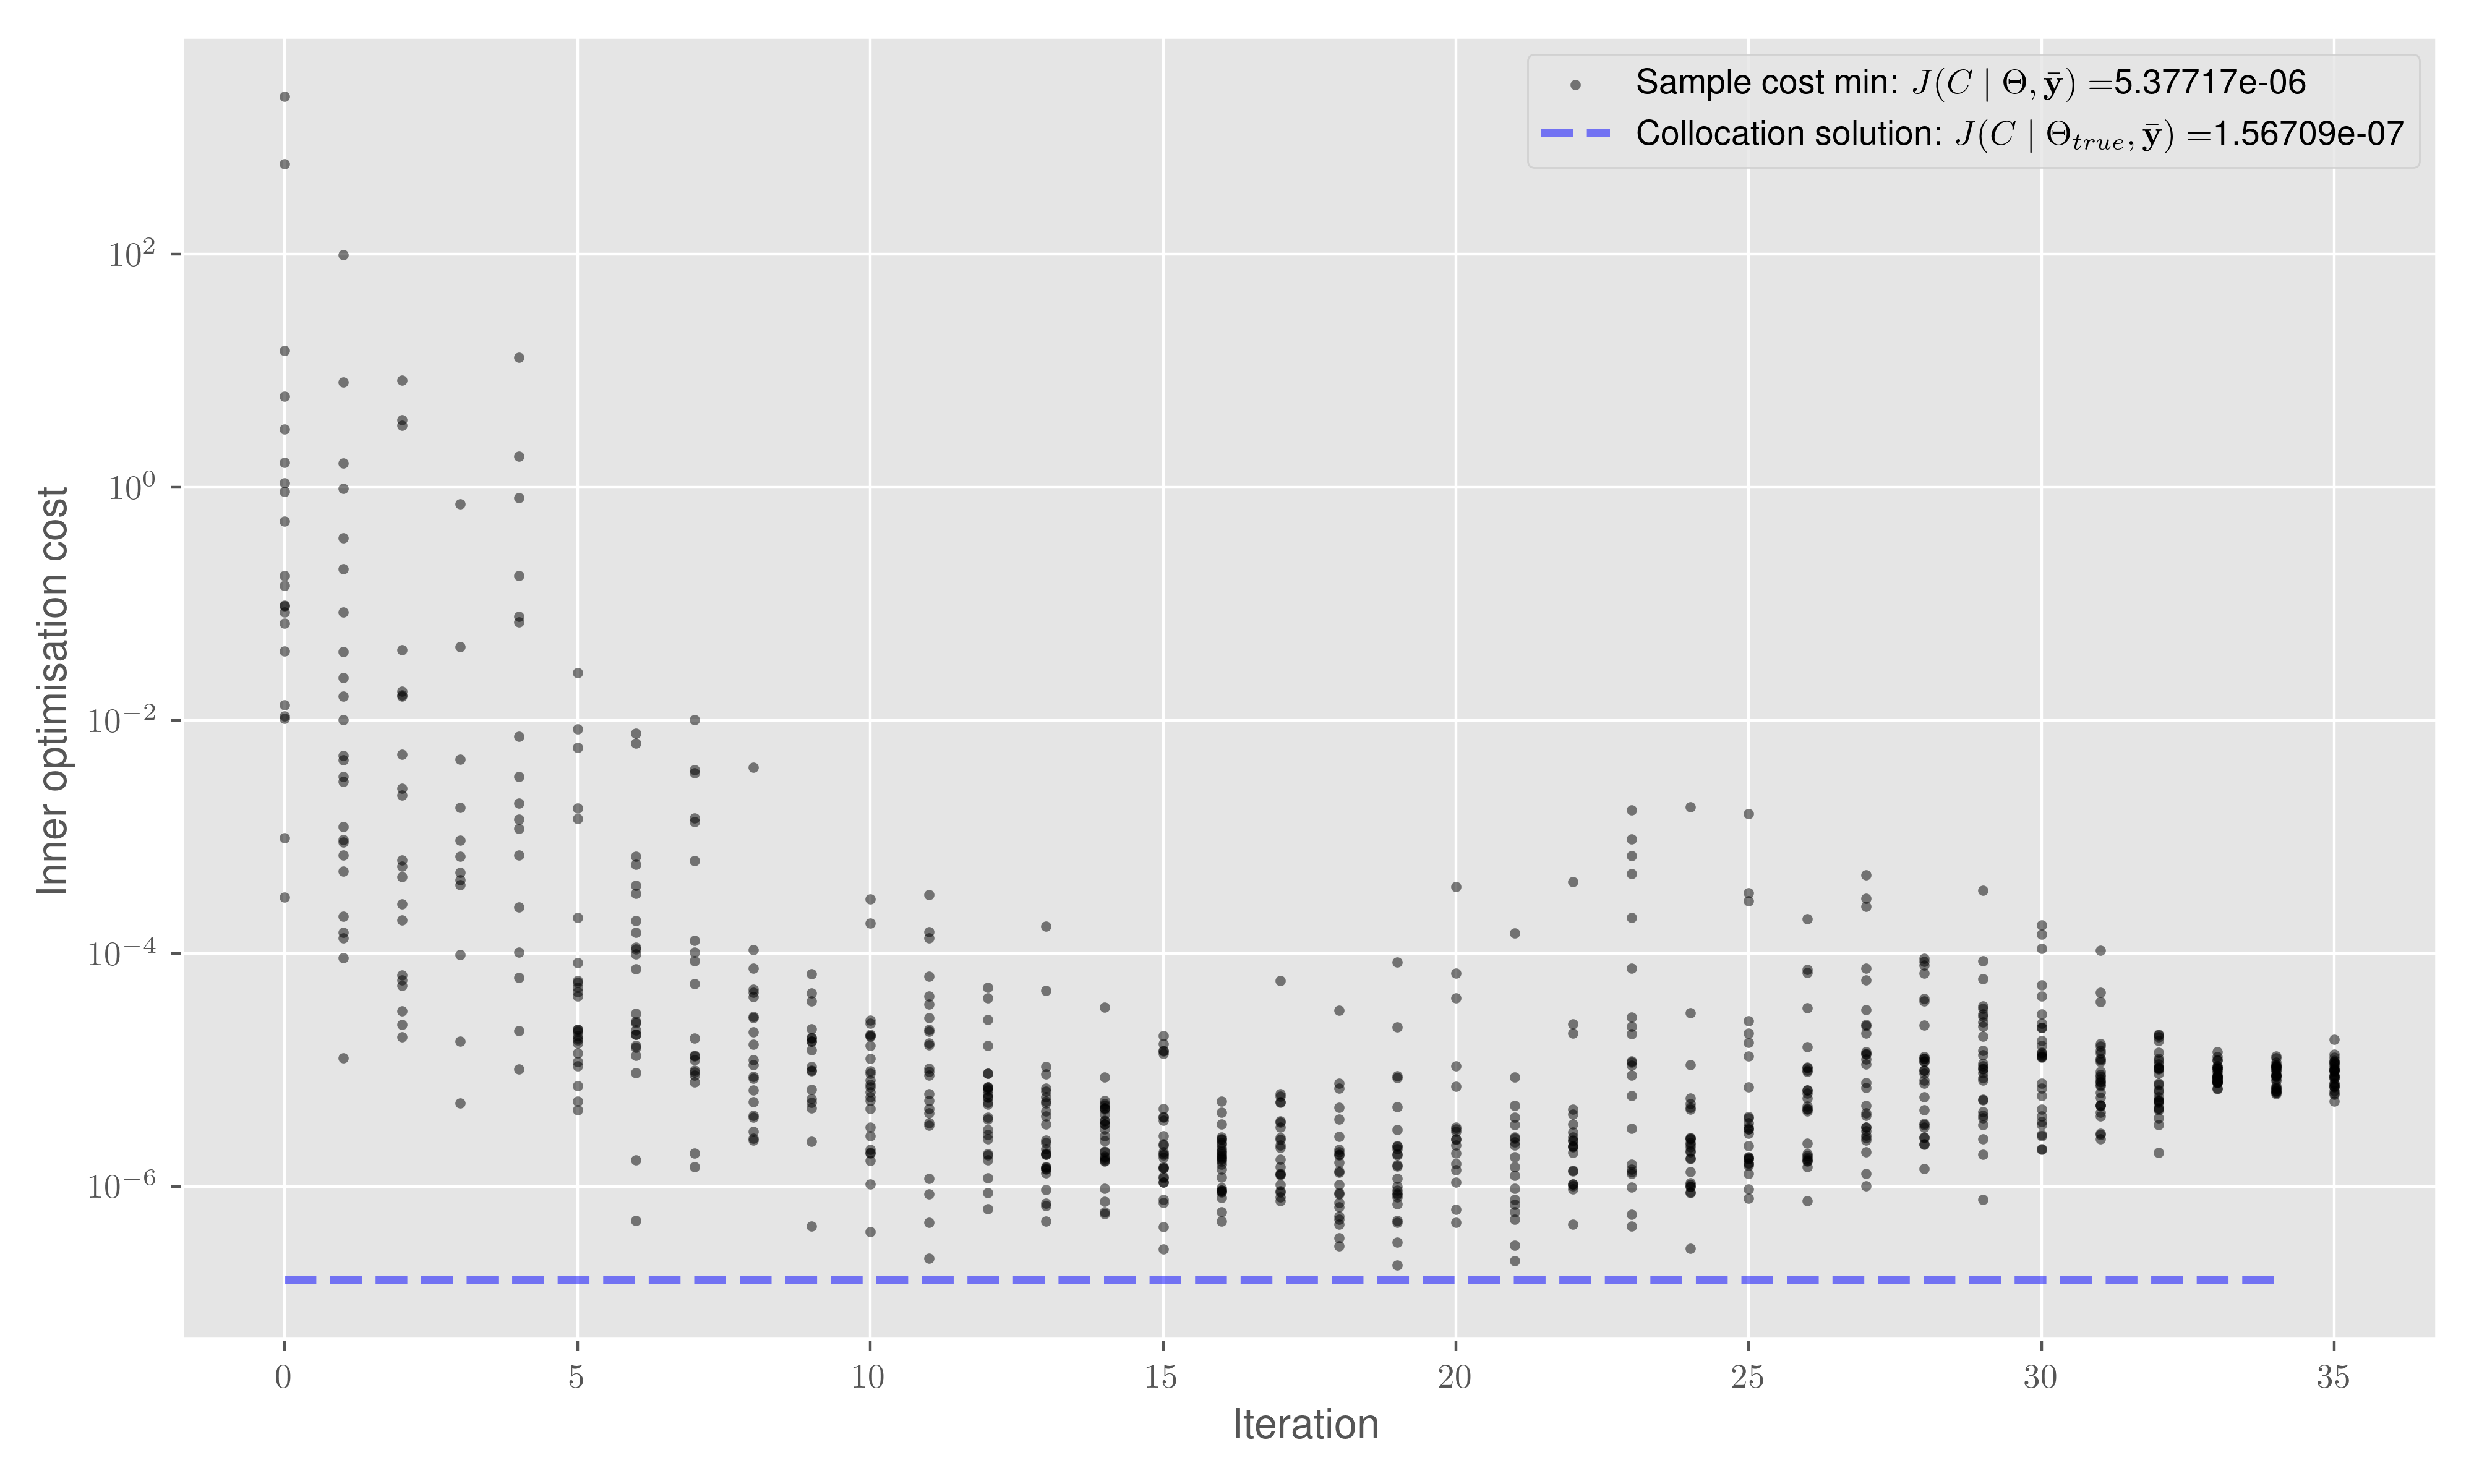 Sample cost min: J(C | Θ, ȳ) =5.37717e-06
Collocation solution: J(C | Θ_true, ȳ) =1.56709e-07
Inner optimisation cost
10^2
10^0
10^−2
10^−4
10^−6
0 5 10 15 20 25 30 35
Iteration